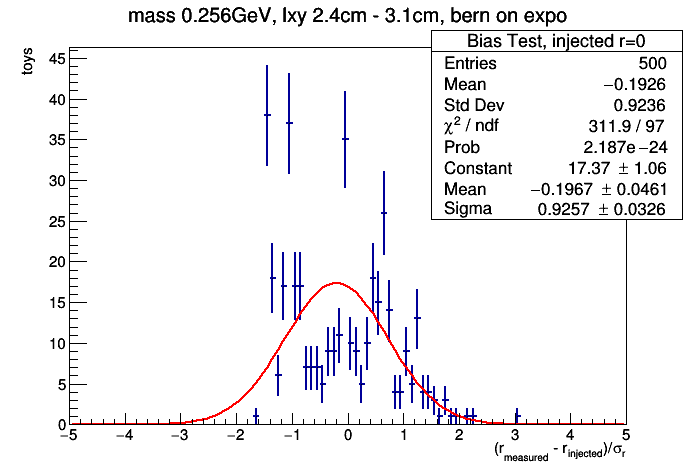 mass 0.256GeV, lxy 2.4cm - 3.1cm, bern on expo
Bias Test, injected r=0
Entries 500
Mean −0.1926
Std Dev 0.9236
χ² / ndf 311.9 / 97
Prob 2.187e−24
Constant 17.37 ± 1.06
Mean −0.1967 ± 0.0461
Sigma 0.9257 ± 0.0326
toys
45
40
35
30
25
20
15
10
5
0
−5 −4 −3 −2 −1 0 1 2 3 4 5
(r_measured - r_injected)/σ_r